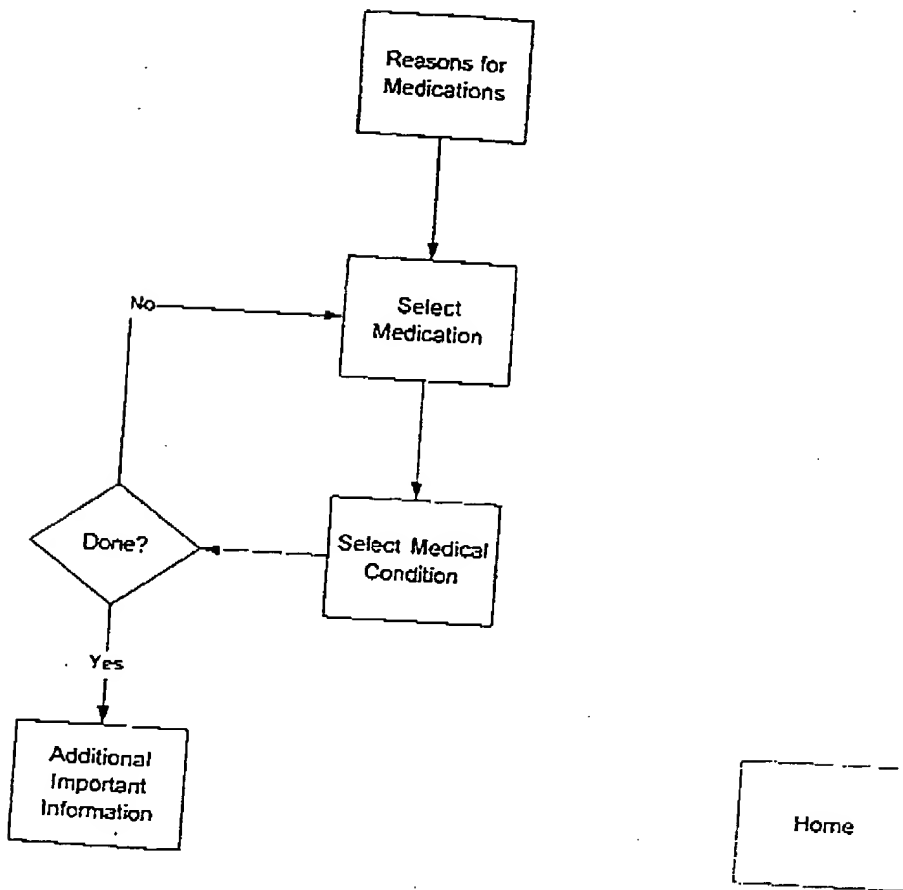 Reasons for
Medications
Select
Medication
No
Select Medical
Condition
Done?
Yes
Additional
Important
Information
Home